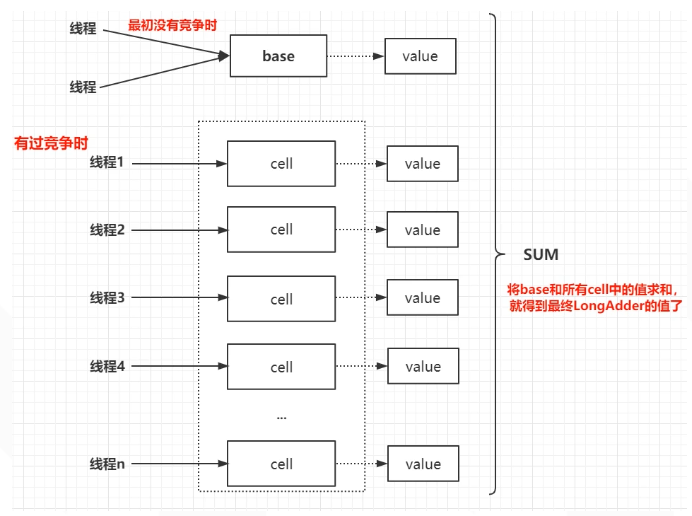 线程
最初没有竞争时
base
value
线程
有过竞争时
线程1
cell
value
线程2
cell
value
线程3
cell
value
线程4
cell
value
...
线程n
cell
value
SUM
将base和所有cell中的值求和，
就得到最终LongAdder的值了